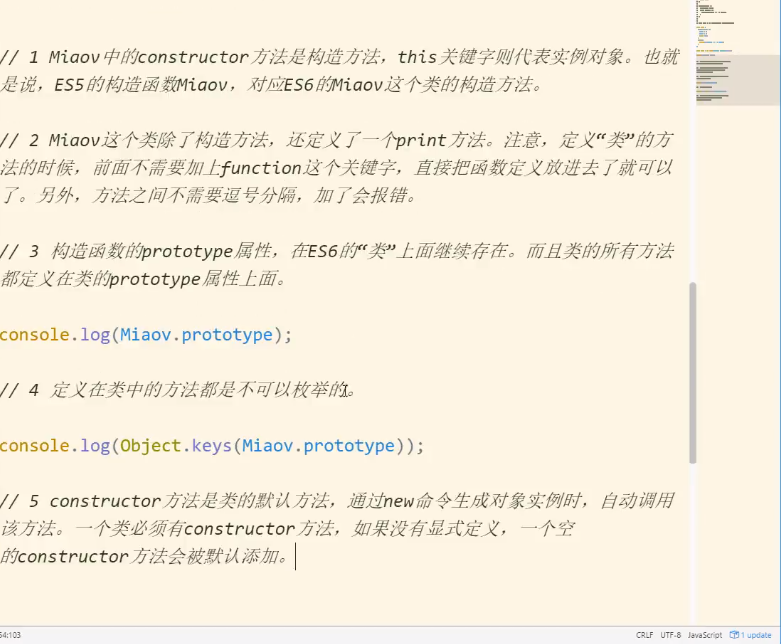 // 1 Miaov中的constructor方法是构造方法，this关键字则代表实例对象。也就
是说，ES5的构造函数Miaov，对应ES6的Miaov这个类的构造方法。
// 2 Miaov这个类除了构造方法，还定义了一个print方法。注意，定义“类”的方
法的时候，前面不需要加上function这个关键字，直接把函数定义放进去了就可以
了。另外，方法之间不需要逗号分隔，加了会报错。
// 3 构造函数的prototype属性，在ES6的“类”上面继续存在。而且类的所有方法
都定义在类的prototype属性上面。
console.log(Miaov.prototype);
// 4 定义在类中的方法都是不可以枚举的。
console.log(Object.keys(Miaov.prototype));
// 5 constructor方法是类的默认方法，通过new命令生成对象实例时，自动调用
该方法。一个类必须有constructor方法，如果没有显式定义，一个空
的constructor方法会被默认添加。
54:103 CRLF UTF-8 JavaScript 1 update